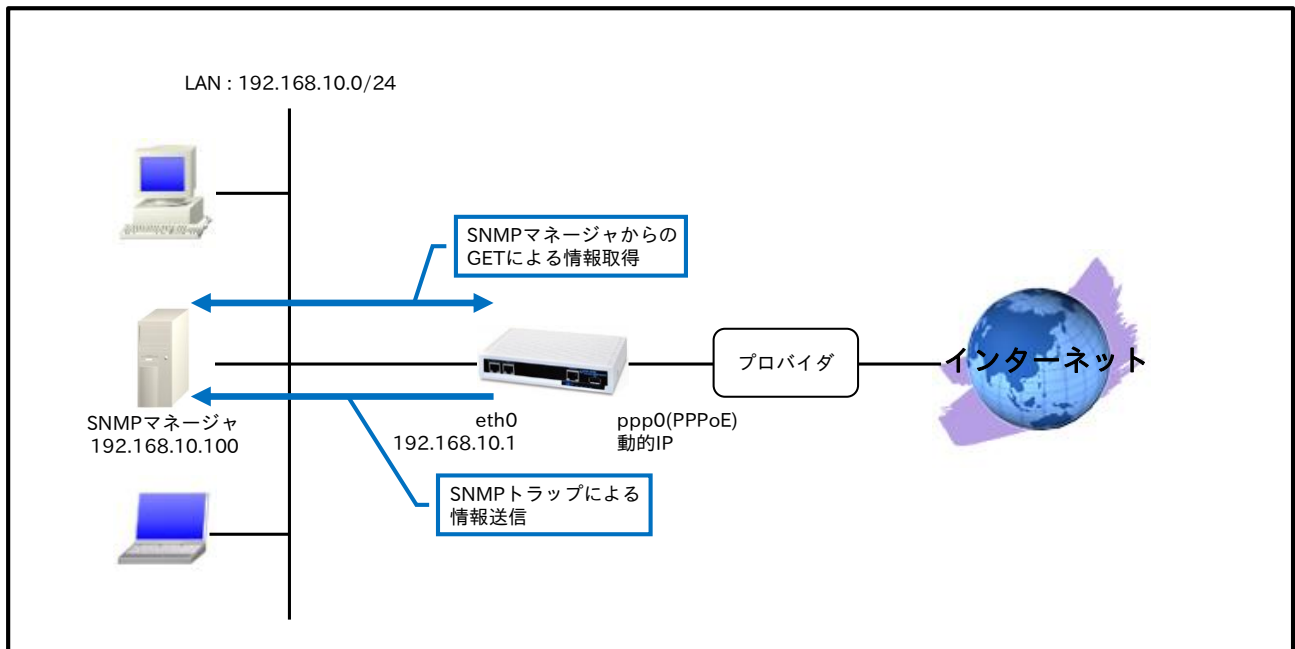 LAN : 192.168.10.0/24
SNMPマネージャからの
GETによる情報取得
プロバイダ
インターネット
SNMPマネージャ
192.168.10.100
eth0
192.168.10.1
ppp0(PPPoE)
動的IP
SNMPトラップによる
情報送信